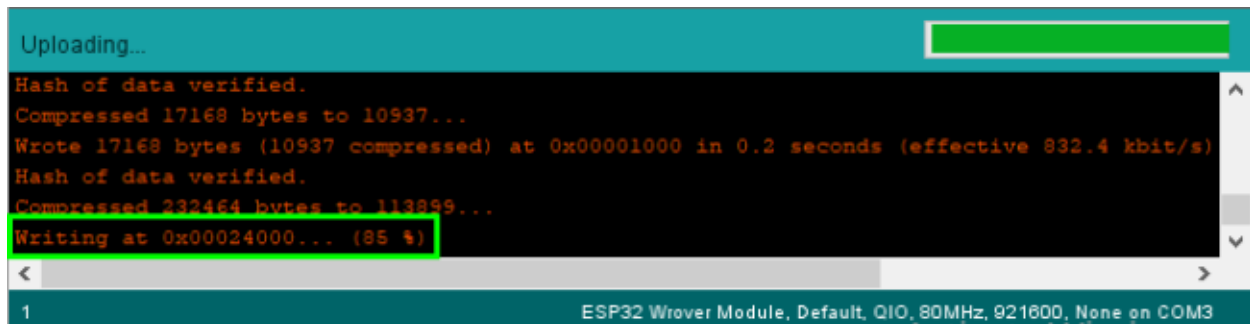 Uploading...
Hash of data verified.
Compressed 17168 bytes to 10937...
Wrote 17168 bytes (10937 compressed) at 0x00001000 in 0.2 seconds (effective 832.4 kbit/s)
Hash of data verified.
Compressed 232464 bytes to 113899...
Writing at 0x00024000... (85 %)
1 ESP32 Wrover Module, Default, QIO, 80MHz, 921600, None on COM3